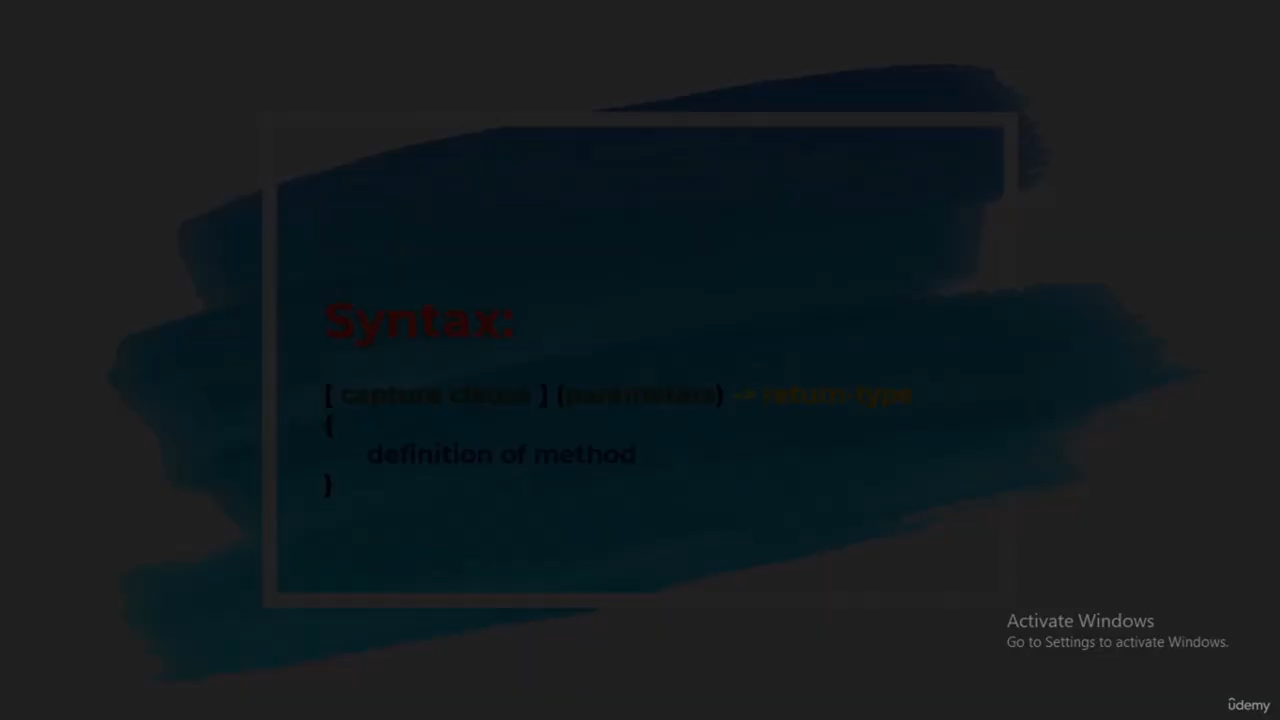 Syntax:
[ capture clause ] (parameters) -> return-type
{
definition of method
}
Activate Windows
Go to Settings to activate Windows.
ûdemy